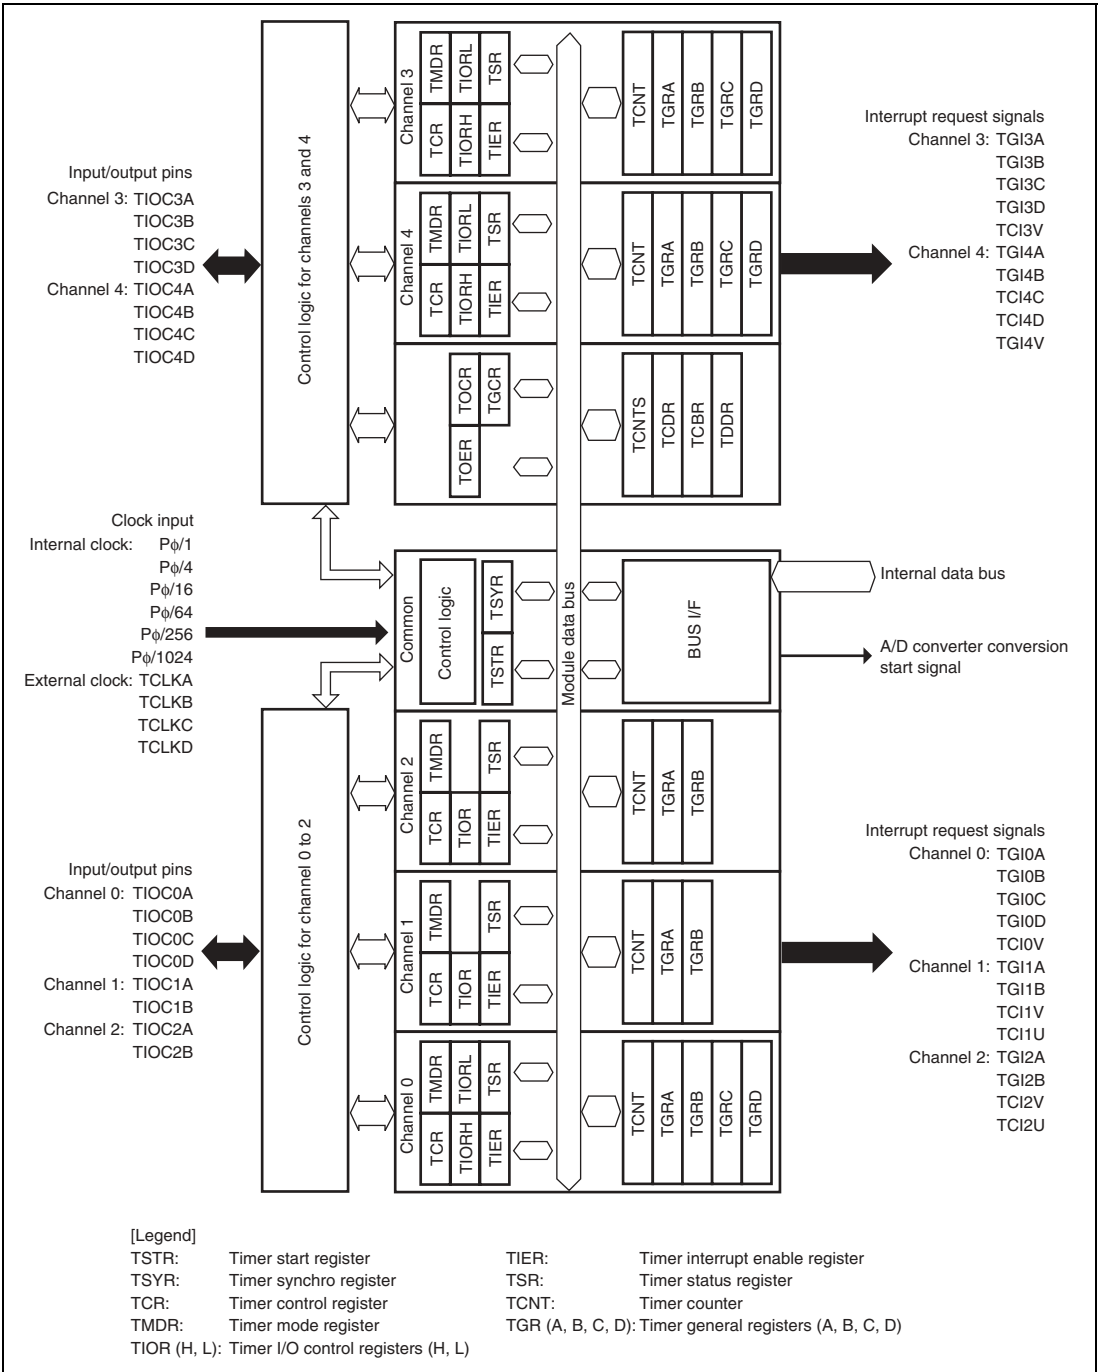 Input/output pins
Channel 3: TIOC3A
TIOC3B
TIOC3C
TIOC3D
Channel 4: TIOC4A
TIOC4B
TIOC4C
TIOC4D
Clock input
Internal clock: Pϕ/1
Pϕ/4
Pϕ/16
Pϕ/64
Pϕ/256
Pϕ/1024
External clock: TCLKA
TCLKB
TCLKC
TCLKD
Input/output pins
Channel 0: TIOC0A
TIOC0B
TIOC0C
TIOC0D
Channel 1: TIOC1A
TIOC1B
Channel 2: TIOC2A
TIOC2B
Control logic for channels 3 and 4
Control logic for channel 0 to 2
Channel 3
TMDR
TIORL
TSR
TCR
TIORH
TIER
TCNT
TGRA
TGRB
TGRC
TGRD
Channel 4
TMDR
TIORL
TSR
TCR
TIORH
TIER
TCNT
TGRA
TGRB
TGRC
TGRD
TOCR
TGCR
TOER
TCNTS
TCDR
TCBR
TDDR
Common
Control logic
TSYR
TSTR
Module data bus
BUS I/F
Channel 2
TMDR
TSR
TCR
TIOR
TIER
TCNT
TGRA
TGRB
Channel 1
TMDR
TSR
TCR
TIOR
TIER
TCNT
TGRA
TGRB
Channel 0
TMDR
TIORL
TSR
TCR
TIORH
TIER
TCNT
TGRA
TGRB
TGRC
TGRD
Interrupt request signals
Channel 3: TGI3A
TGI3B
TGI3C
TGI3D
TCI3V
Channel 4: TGI4A
TGI4B
TCI4C
TCI4D
TGI4V
Internal data bus
A/D converter conversion
start signal
Interrupt request signals
Channel 0: TGI0A
TGI0B
TGI0C
TGI0D
TCI0V
Channel 1: TGI1A
TGI1B
TCI1V
TCI1U
Channel 2: TGI2A
TGI2B
TCI2V
TCI2U
[Legend]
TSTR: Timer start register
TSYR: Timer synchro register
TCR: Timer control register
TMDR: Timer mode register
TIOR (H, L): Timer I/O control registers (H, L)
TIER: Timer interrupt enable register
TSR: Timer status register
TCNT: Timer counter
TGR (A, B, C, D): Timer general registers (A, B, C, D)